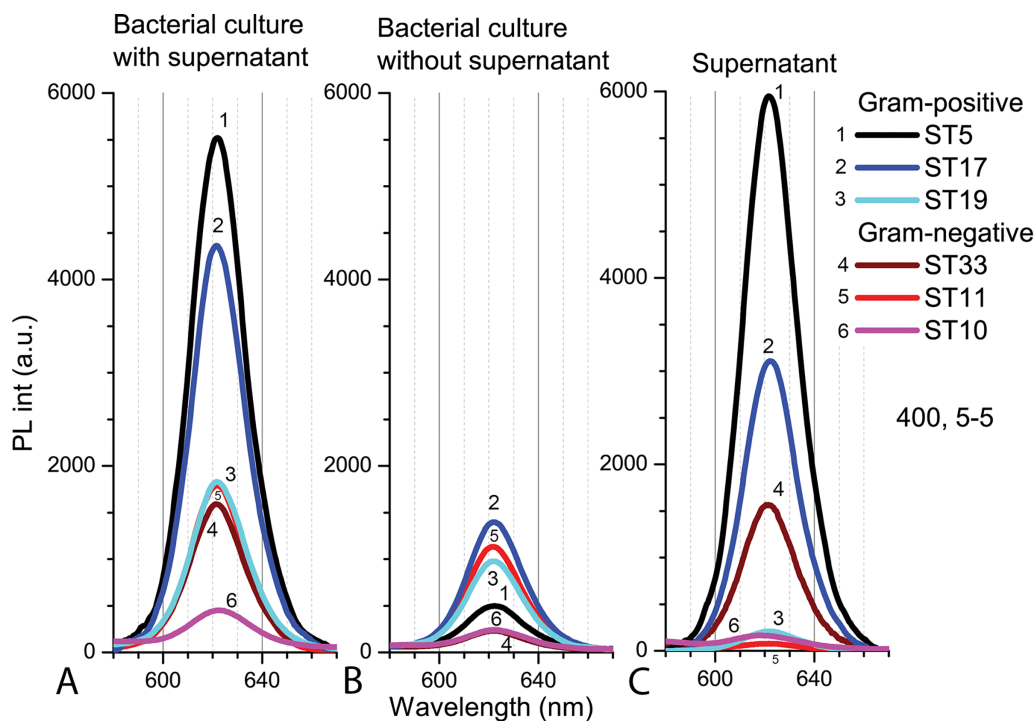 Bacterial culture
with supernatant
Bacterial culture
without supernatant
Supernatant
PL int (a.u.)
6000
4000
2000
0
1
2
3
5
4
6
600
640
A
6000
4000
2000
0
2
5
3
1
6
4
600
640
B
Wavelength (nm)
6000
4000
2000
0
1
2
4
6
3
5
600
640
C
Gram-positive
1 ST5
2 ST17
3 ST19
Gram-negative
4 ST33
5 ST11
6 ST10
400, 5-5